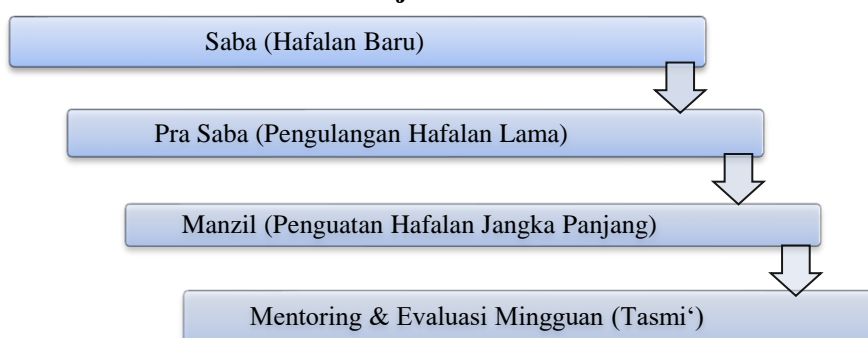 Saba (Hafalan Baru)
Pra Saba (Pengulangan Hafalan Lama)
Manzil (Penguatan Hafalan Jangka Panjang)
Mentoring & Evaluasi Mingguan (Tasmi‘)